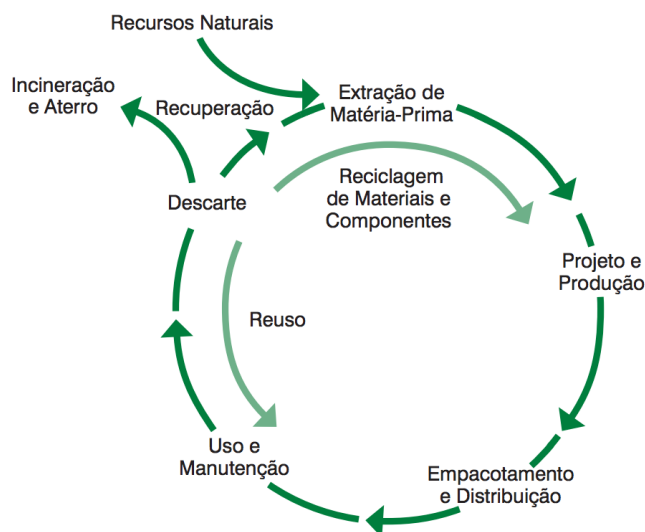 Recursos Naturais
Incineração
e Aterro
Recuperação
Extração de
Matéria-Prima
Reciclagem
de Materiais e
Componentes
Descarte
Projeto e
Produção
Reuso
Uso e
Manutenção
Empacotamento
e Distribuição